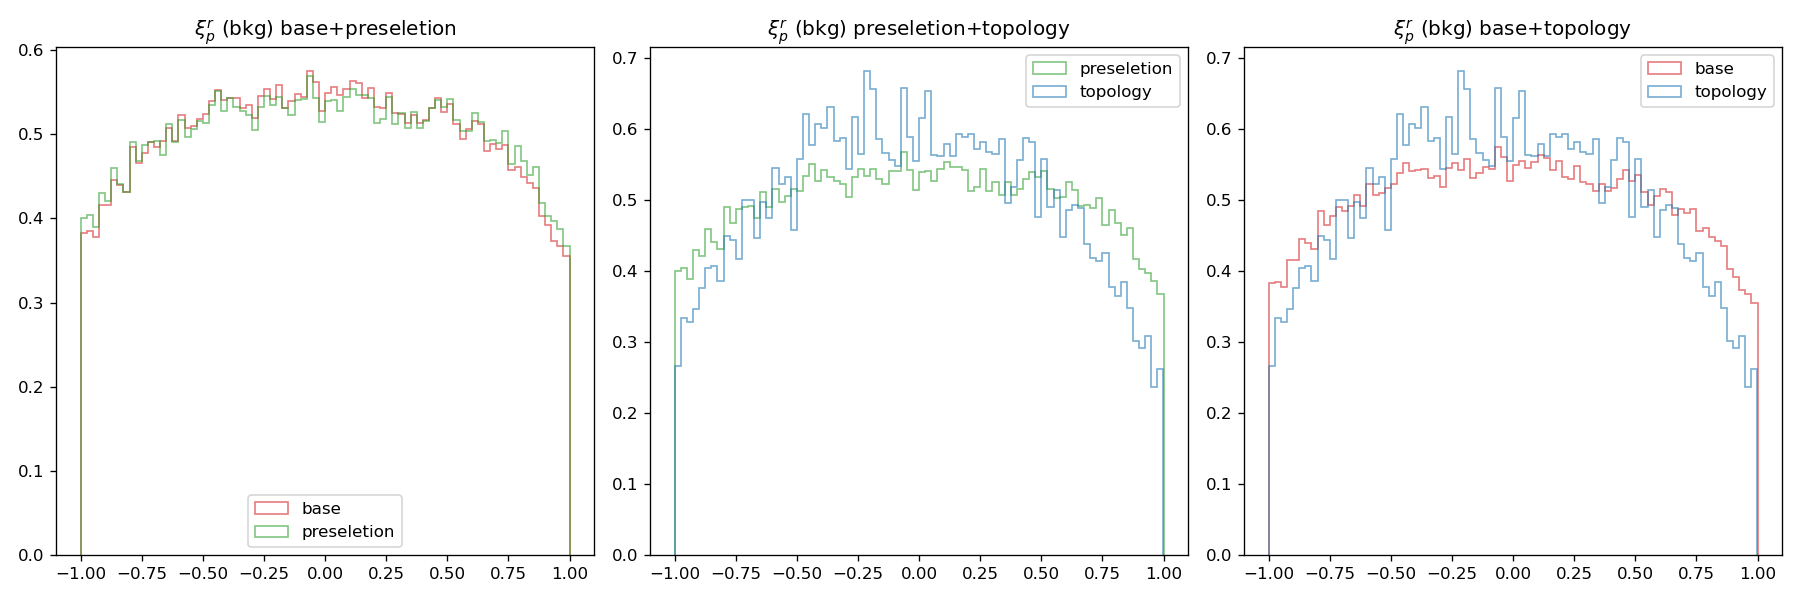 ξ_p^r (bkg) base+preseletion
0.6
0.5
0.4
0.3
0.2
0.1
0.0
−1.00 −0.75 −0.50 −0.25 0.00 0.25 0.50 0.75 1.00
base
preseletion
ξ_p^r (bkg) preseletion+topology
0.7
0.6
0.5
0.4
0.3
0.2
0.1
0.0
−1.00 −0.75 −0.50 −0.25 0.00 0.25 0.50 0.75 1.00
preseletion
topology
ξ_p^r (bkg) base+topology
0.7
0.6
0.5
0.4
0.3
0.2
0.1
0.0
−1.00 −0.75 −0.50 −0.25 0.00 0.25 0.50 0.75 1.00
base
topology